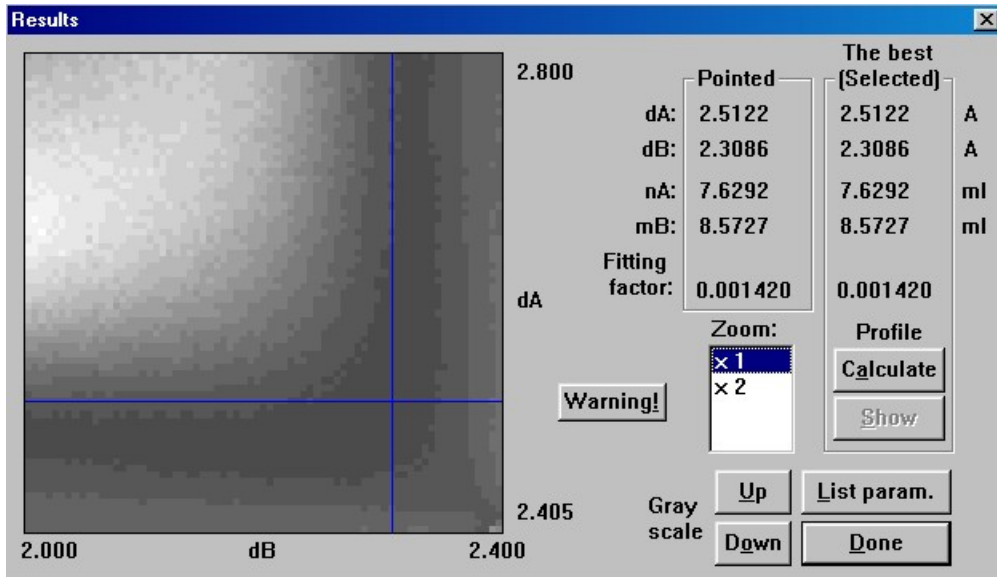 Results
2.800
dA
2.405
2.000 dB 2.400
The best
Pointed (Selected)
dA: 2.5122 2.5122 A
dB: 2.3086 2.3086 A
nA: 7.6292 7.6292 ml
mB: 8.5727 8.5727 ml
Fitting
factor: 0.001420 0.001420
Zoom: Profile
x 1
x 2
Calculate
Warning!
Show
Gray
scale
Up List param.
Down Done